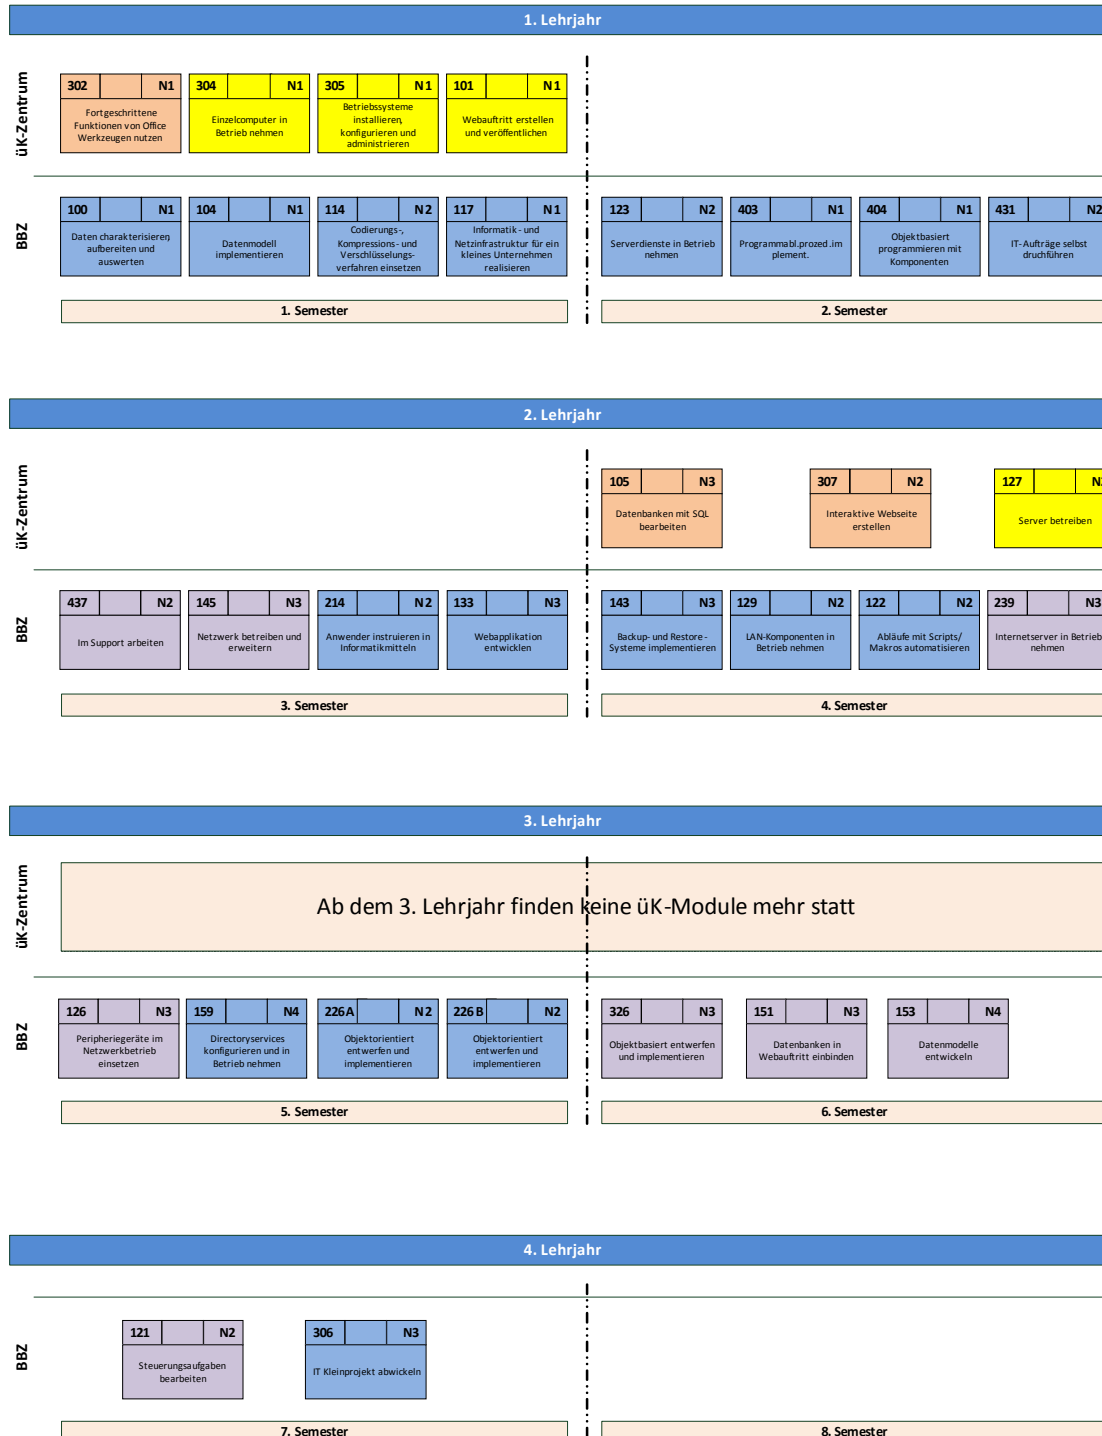 1. Lehrjahr
üK-Zentrum
302 N1
Fortgeschrittene
Funktionen von Office
Werkzeugen nutzen
304 N1
Einzelcomputer in
Betrieb nehmen
305 N1
Betriebssysteme
installieren,
konfigurieren und
administrieren
101 N1
Webauftritt erstellen
und veröffentlichen
BBZ
100 N1
Daten charakterisieren,
aufbereiten und
auswerten
104 N1
Datenmodell
implementieren
114 N2
Codierungs-,
Kompressions- und
Verschlüsselungs-
verfahren einsetzen
117 N1
Informatik- und
Netzinfrastruktur für ein
kleines Unternehmen
realisieren
123 N2
Serverdienste in Betrieb
nehmen
403 N1
Programmabl.prozed.im
plement.
404 N1
Objektbasiert
programmieren mit
Komponenten
431 N2
IT-Aufträge selbst
druchführen
1. Semester
2. Semester
2. Lehrjahr
üK-Zentrum
105 N3
Datenbanken mit SQL
bearbeiten
307 N2
Interaktive Webseite
erstellen
127
Server betreiben
BBZ
437 N2
Im Support arbeiten
145 N3
Netzwerk betreiben und
erweitern
214 N2
Anwender instruieren in
Informatikmitteln
133 N3
Webapplikation
entwicklen
143 N3
Backup- und Restore-
Systeme implementieren
129 N2
LAN-Komponenten in
Betrieb nehmen
122 N2
Abläufe mit Scripts/
Makros automatisieren
239 N3
Internetserver in Betrieb
nehmen
3. Semester
4. Semester
3. Lehrjahr
üK-Zentrum
Ab dem 3. Lehrjahr finden keine üK-Module mehr statt
BBZ
126 N3
Peripheriegeräte im
Netzwerkbetrieb
einsetzen
159 N4
Directoryservices
konfigurieren und in
Betrieb nehmen
226A N2
Objektorientiert
entwerfen und
implementieren
226B N2
Objektorientiert
entwerfen und
implementieren
326 N3
Objektbasiert entwerfen
und implementieren
151 N3
Datenbanken in
Webauftritt einbinden
153 N4
Datenmodelle
entwickeln
5. Semester
6. Semester
4. Lehrjahr
BBZ
121 N2
Steuerungsaufgaben
bearbeiten
306 N3
IT Kleinprojekt abwickeln
7. Semester
8. Semester